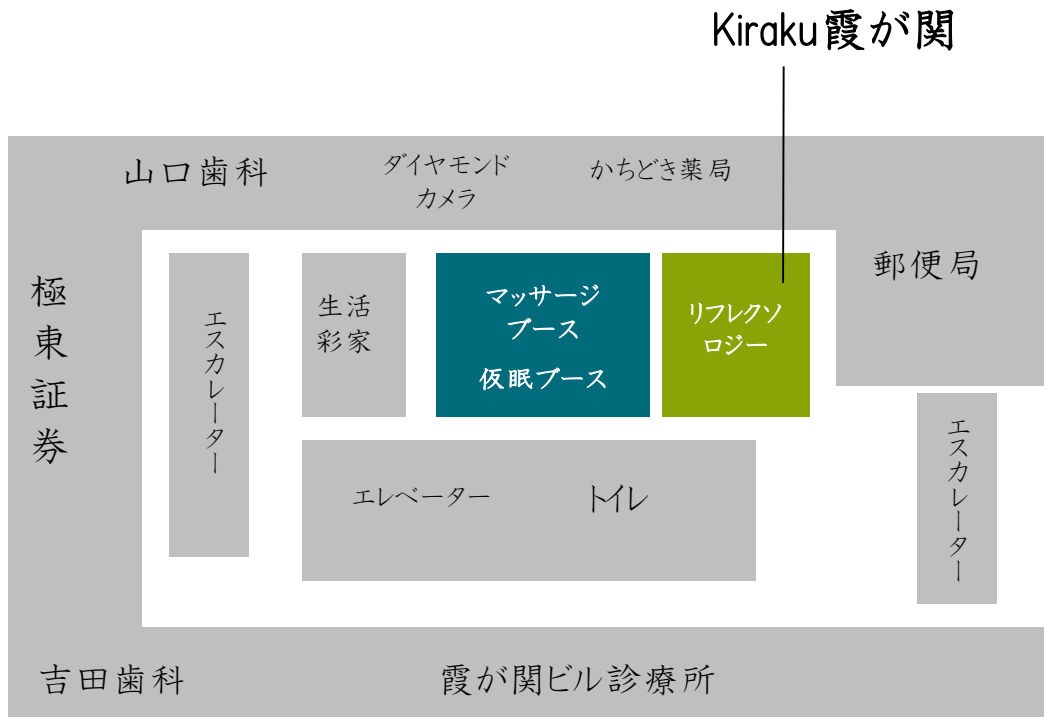 Kiraku霞が関
山口歯科
ダイヤモンド
カメラ
かちどき薬局
郵便局
極東証券
エスカレーター
生活
彩家
マッサージ
ブース
仮眠ブース
リフレクソ
ロジー
エレベーター
トイレ
エスカレーター
吉田歯科
霞が関ビル診療所